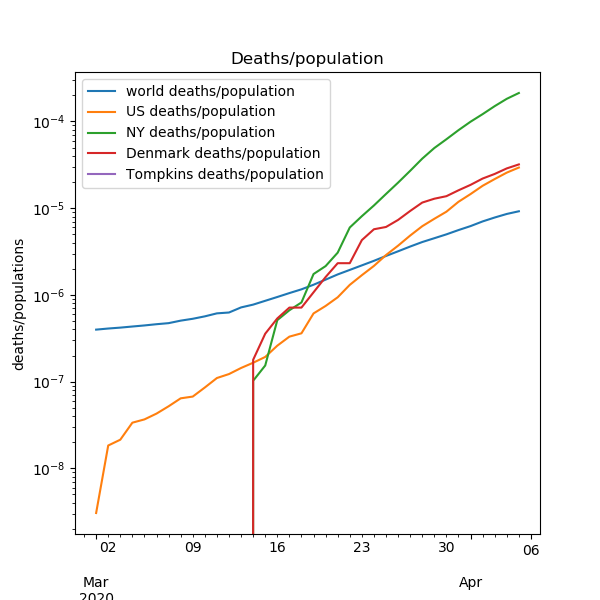 Deaths/population
world deaths/population
US deaths/population
NY deaths/population
Denmark deaths/population
Tompkins deaths/population
deaths/populations
10⁻⁴
10⁻⁵
10⁻⁶
10⁻⁷
10⁻⁸
02 09 16 23 30 06
Mar Apr
2020